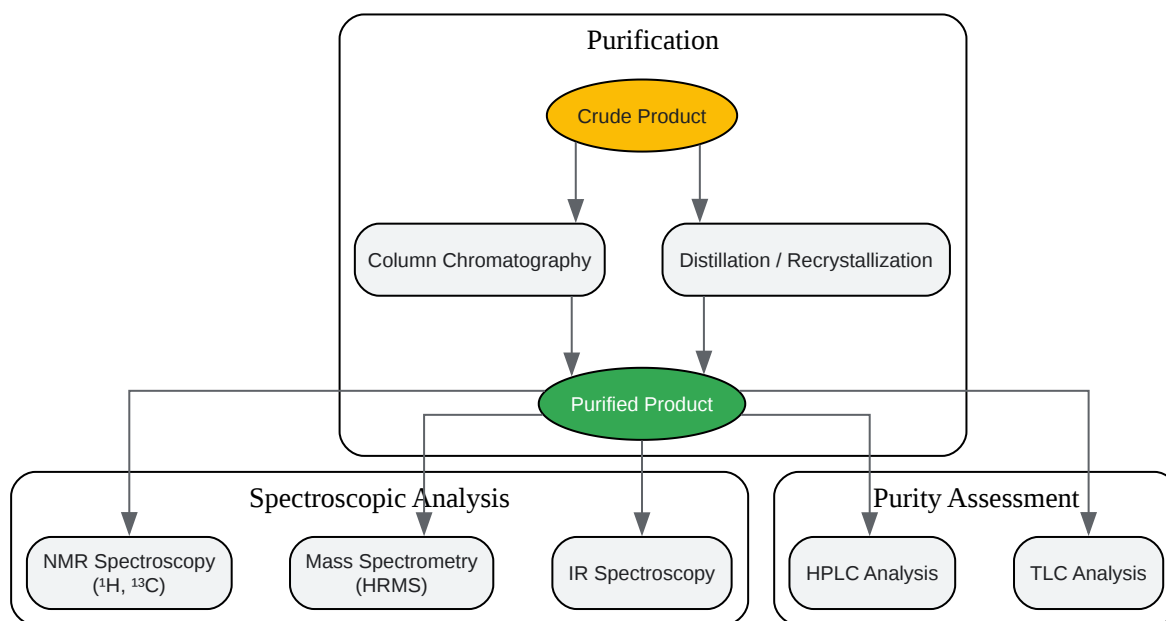 Purification
Crude Product
Column Chromatography
Distillation / Recrystallization
Purified Product
Spectroscopic Analysis
Purity Assessment
NMR Spectroscopy
(¹H, ¹³C)
Mass Spectrometry
(HRMS)
IR Spectroscopy
HPLC Analysis
TLC Analysis